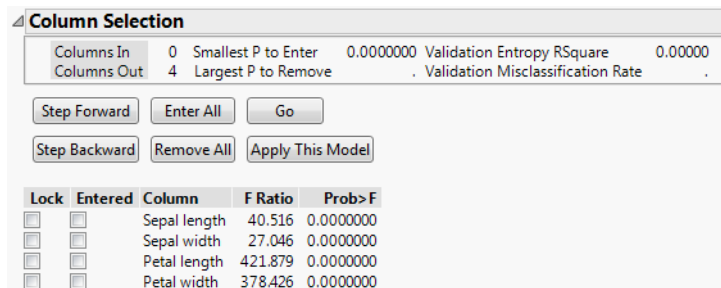 Column Selection
Columns In 0 Smallest P to Enter 0.0000000 Validation Entropy RSquare 0.00000
Columns Out 4 Largest P to Remove . Validation Misclassification Rate .
Step Forward Enter All Go
Step Backward Remove All Apply This Model
Lock Entered Column F Ratio Prob>F
Sepal length 40.516 0.0000000
Sepal width 27.046 0.0000000
Petal length 421.879 0.0000000
Petal width 378.426 0.0000000